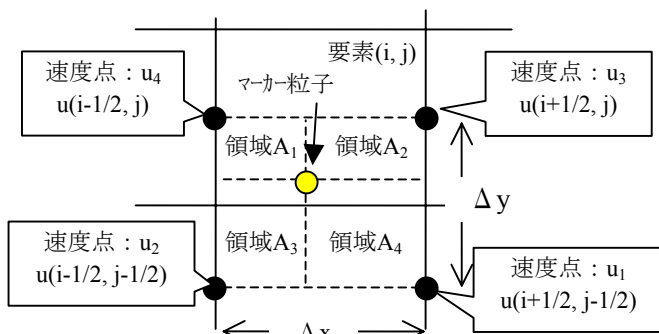 要素(i, j)
速度点：u4
u(i-1/2, j)
マーカー粒子
速度点：u3
u(i+1/2, j)
領域A1
領域A2
Δy
速度点：u2
u(i-1/2, j-1/2)
領域A3
領域A4
速度点：u1
u(i+1/2, j-1/2)
Δx